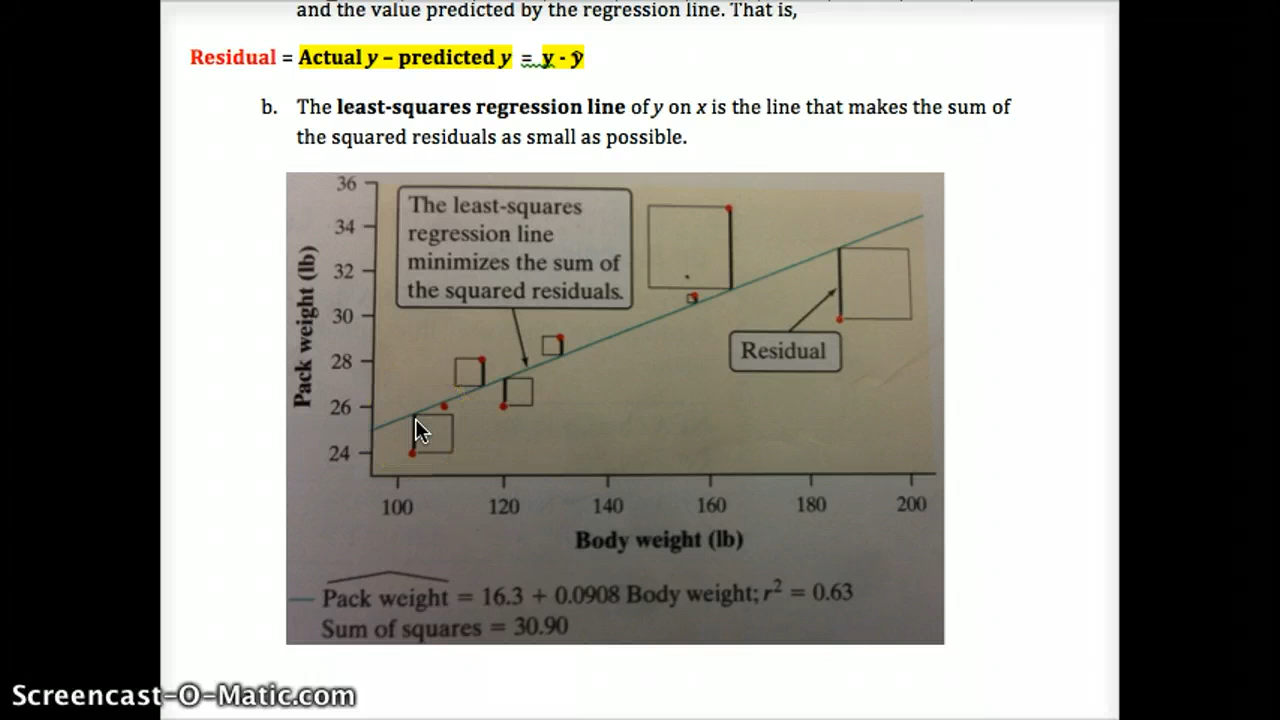 and the value predicted by the regression line. That is,
Residual = Actual y – predicted y = y - ŷ
b. The least-squares regression line of y on x is the line that makes the sum of
the squared residuals as small as possible.
36
34
32
30
28
26
24
Pack weight (lb)
The least-squares
regression line
minimizes the sum of
the squared residuals.
Residual
100 120 140 160 180 200
Body weight (lb)
Pack weight = 16.3 + 0.0908 Body weight; r² = 0.63
Sum of squares = 30.90
Screencast-O-Matic.com